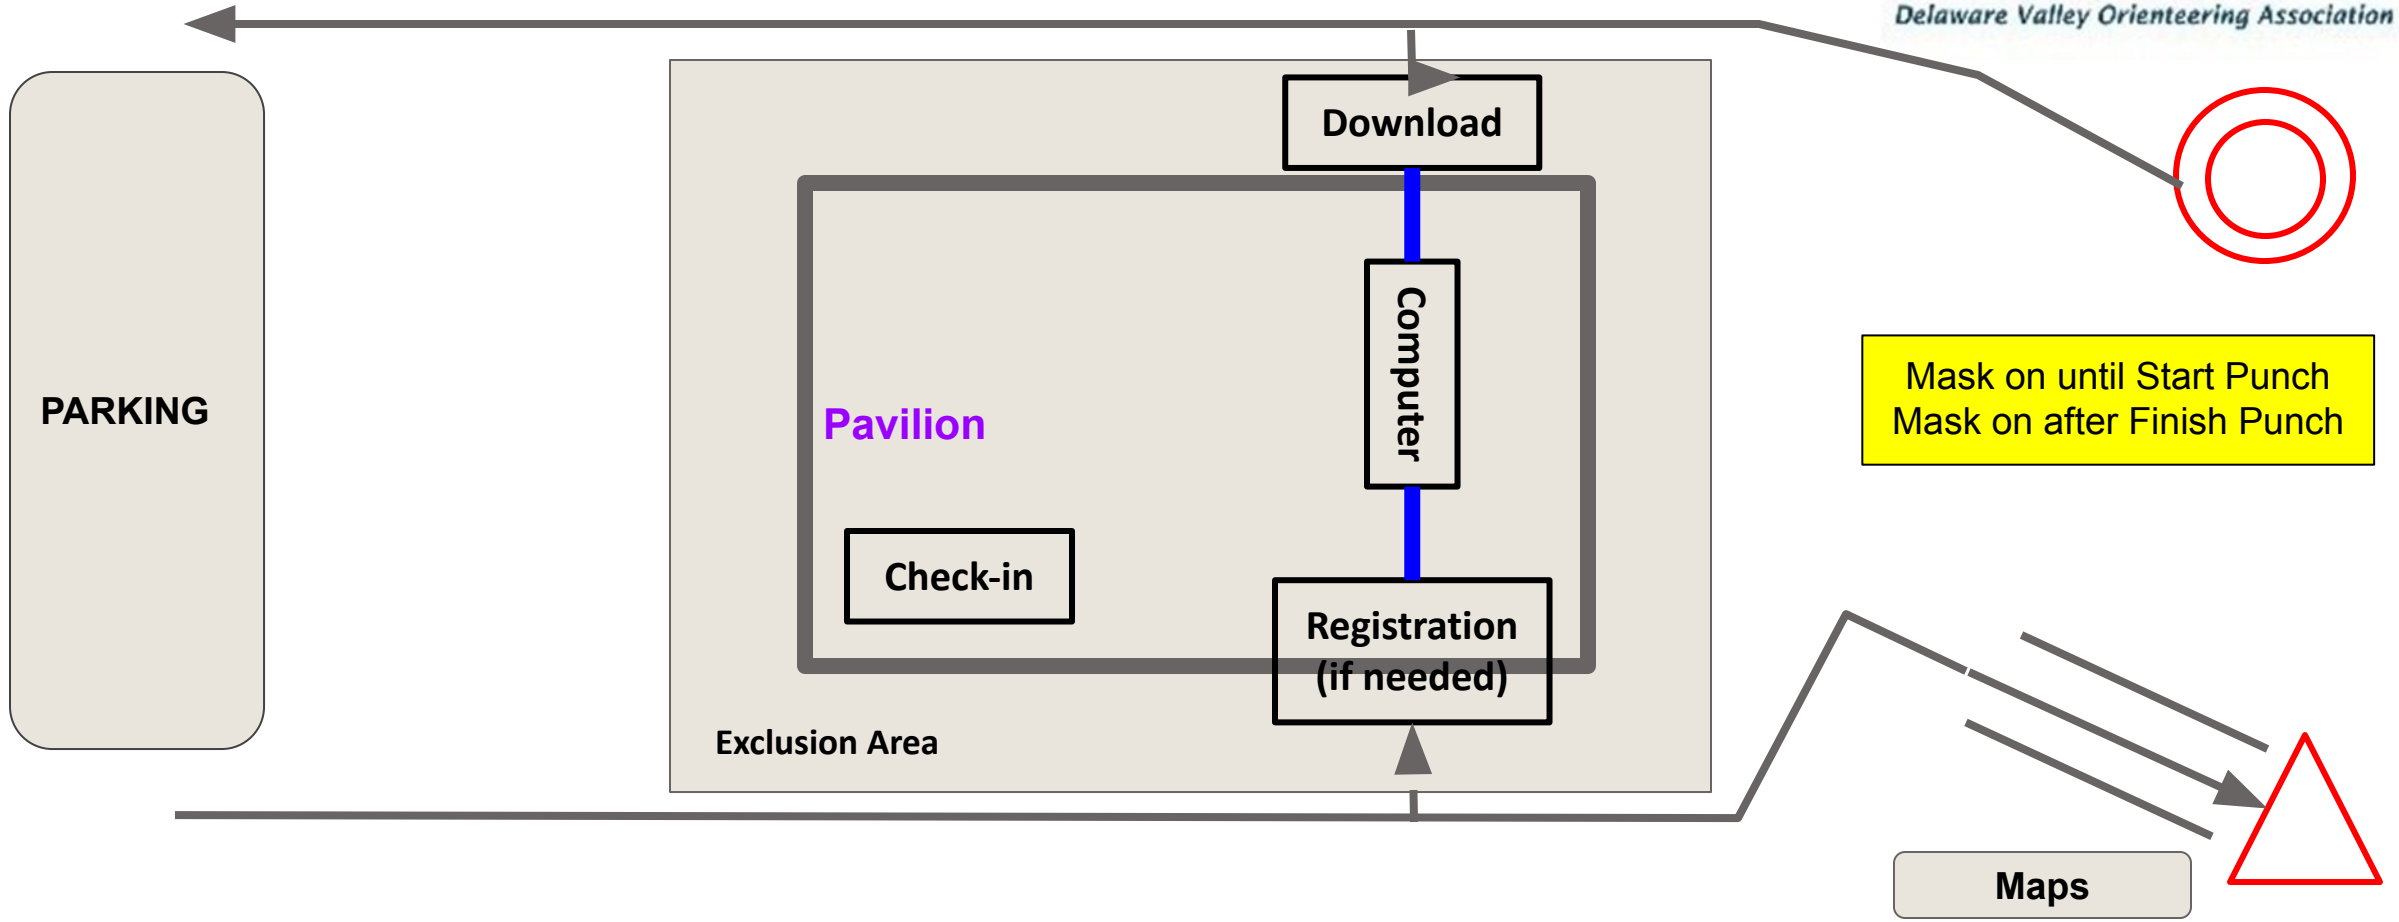 Delaware Valley Orienteering Association
Download
Computer
Mask on until Start Punch
Mask on after Finish Punch
PARKING
Pavilion
Check-in
Registration
(if needed)
Exclusion Area
Maps